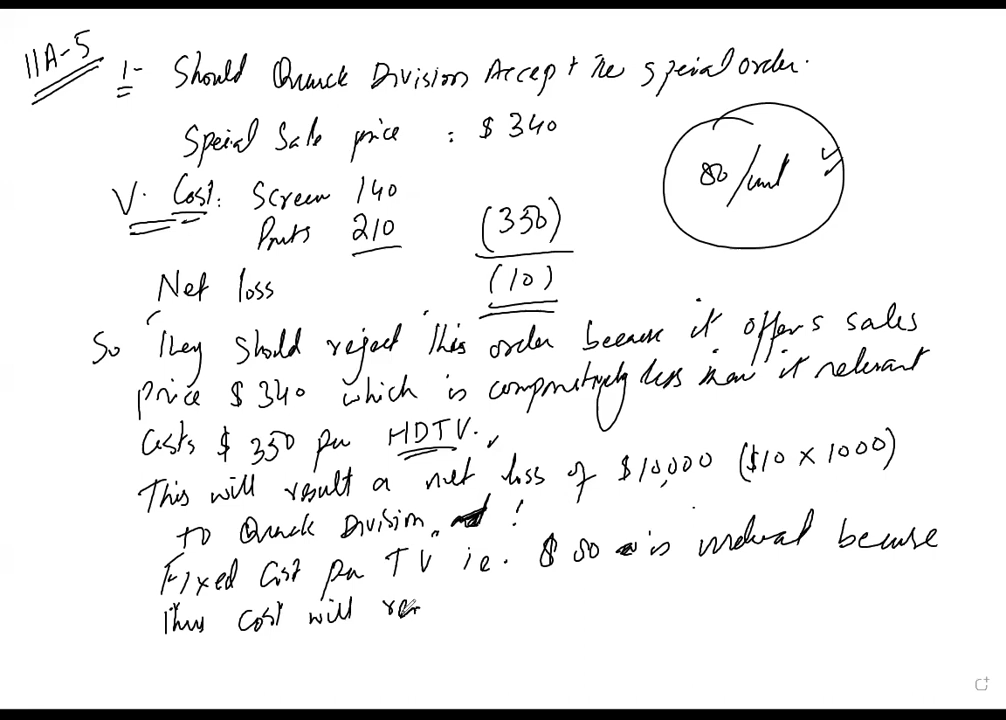 11A-5
1- Should Quark Division Accept the special order.
Special Sale price : $ 340
80/unit
V. Cost: Screen 140
Parts 210 (350)
Net loss (10)
So They should reject this order because it offers sales
price $ 340 which is comparatively less than it relevant
Costs $ 350 per HDTV.
This will result a net loss of $10,000 ($10 × 1000)
to Quark Division.
Fixed Cost per TV i.e. $ 80 is because
This cost will